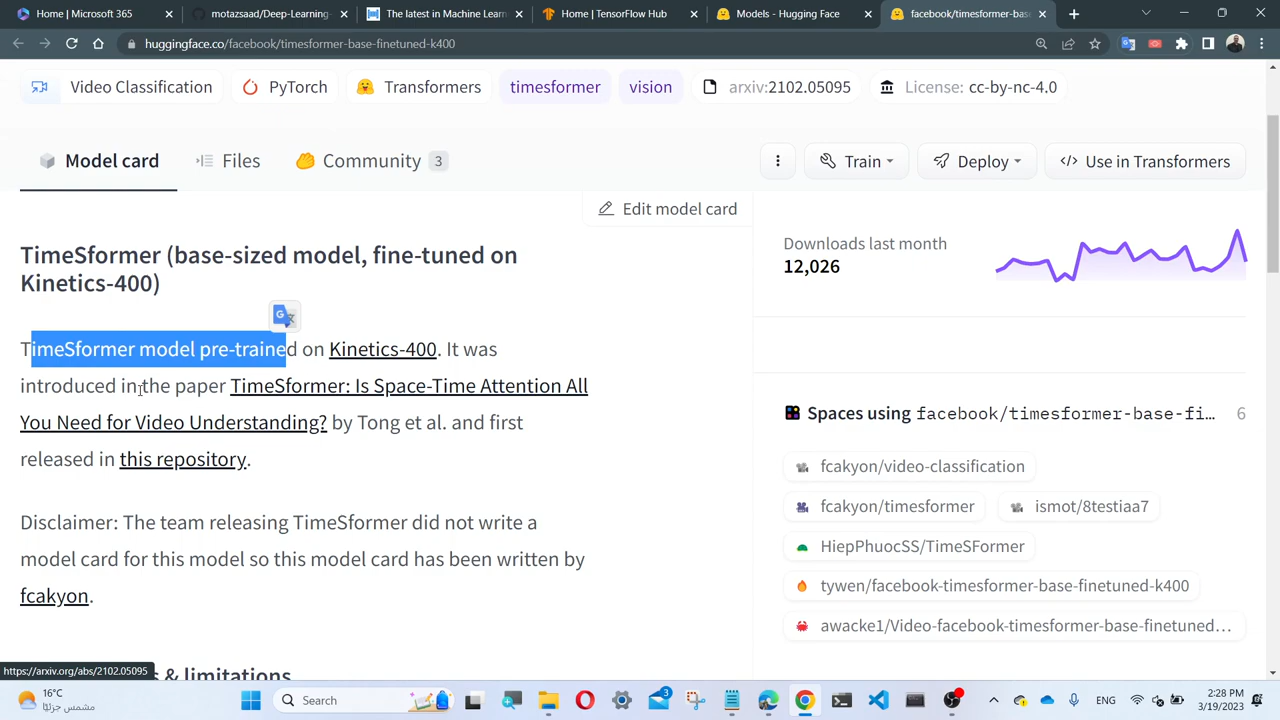 Model center 365
motazsaad/Deep-Learning-
The latest in Machine Learn
Home | TensorFlow Hub
Models - Hugging Face
facebook/timesformer-base-
huggingface.co/facebook/timesformer-base-finetuned-k400
Video Classification
PyTorch
Transformers
timesformer
vision
arxiv:2102.05095
License: cc-by-nc-4.0
Model card
Files
Community 3
Train
Deploy
</> Use in Transformers
Edit model card
TimeSformer (base-sized model, fine-tuned on
Kinetics-400)
TimeSformer model pre-trained on Kinetics-400. It was
introduced in the paper TimeSformer: Is Space-Time Attention All
You Need for Video Understanding? by Tong et al. and first
released in this repository.
Disclaimer: The team releasing TimeSformer did not write a
model card for this model so this model card has been written by
fcakyon.
& limitations
Downloads last month
12,026
Spaces using facebook/timesformer-base-fi… 6
fcakyon/video-classification
fcakyon/timesformer
ismot/8testiaa7
HiepPhuocSS/TimeSFormer
tywen/facebook-timesformer-base-finetuned-k400
awacke1/Video-facebook-timesformer-base-finetuned…
https://arxiv.org/abs/2102.05095
16°C
مشمس جزئيًا
Search
3
ENG
2:28 PM
3/19/2023